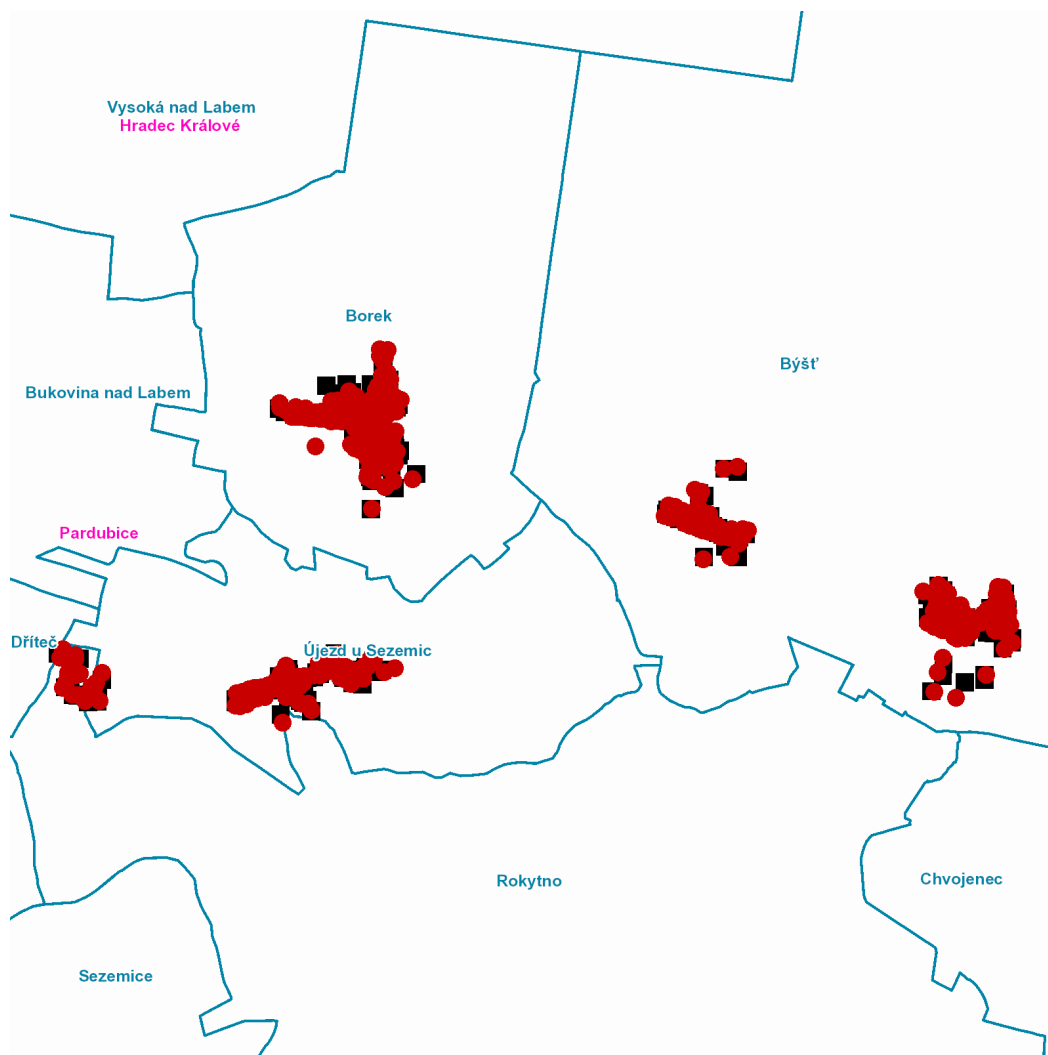 Vysoká nad Labem
Hradec Králové
Borek
Býšť
Bukovina nad Labem
Pardubice
Dříteč
Újezd u Sezemic
Rokytno
Chvojenec
Sezemice